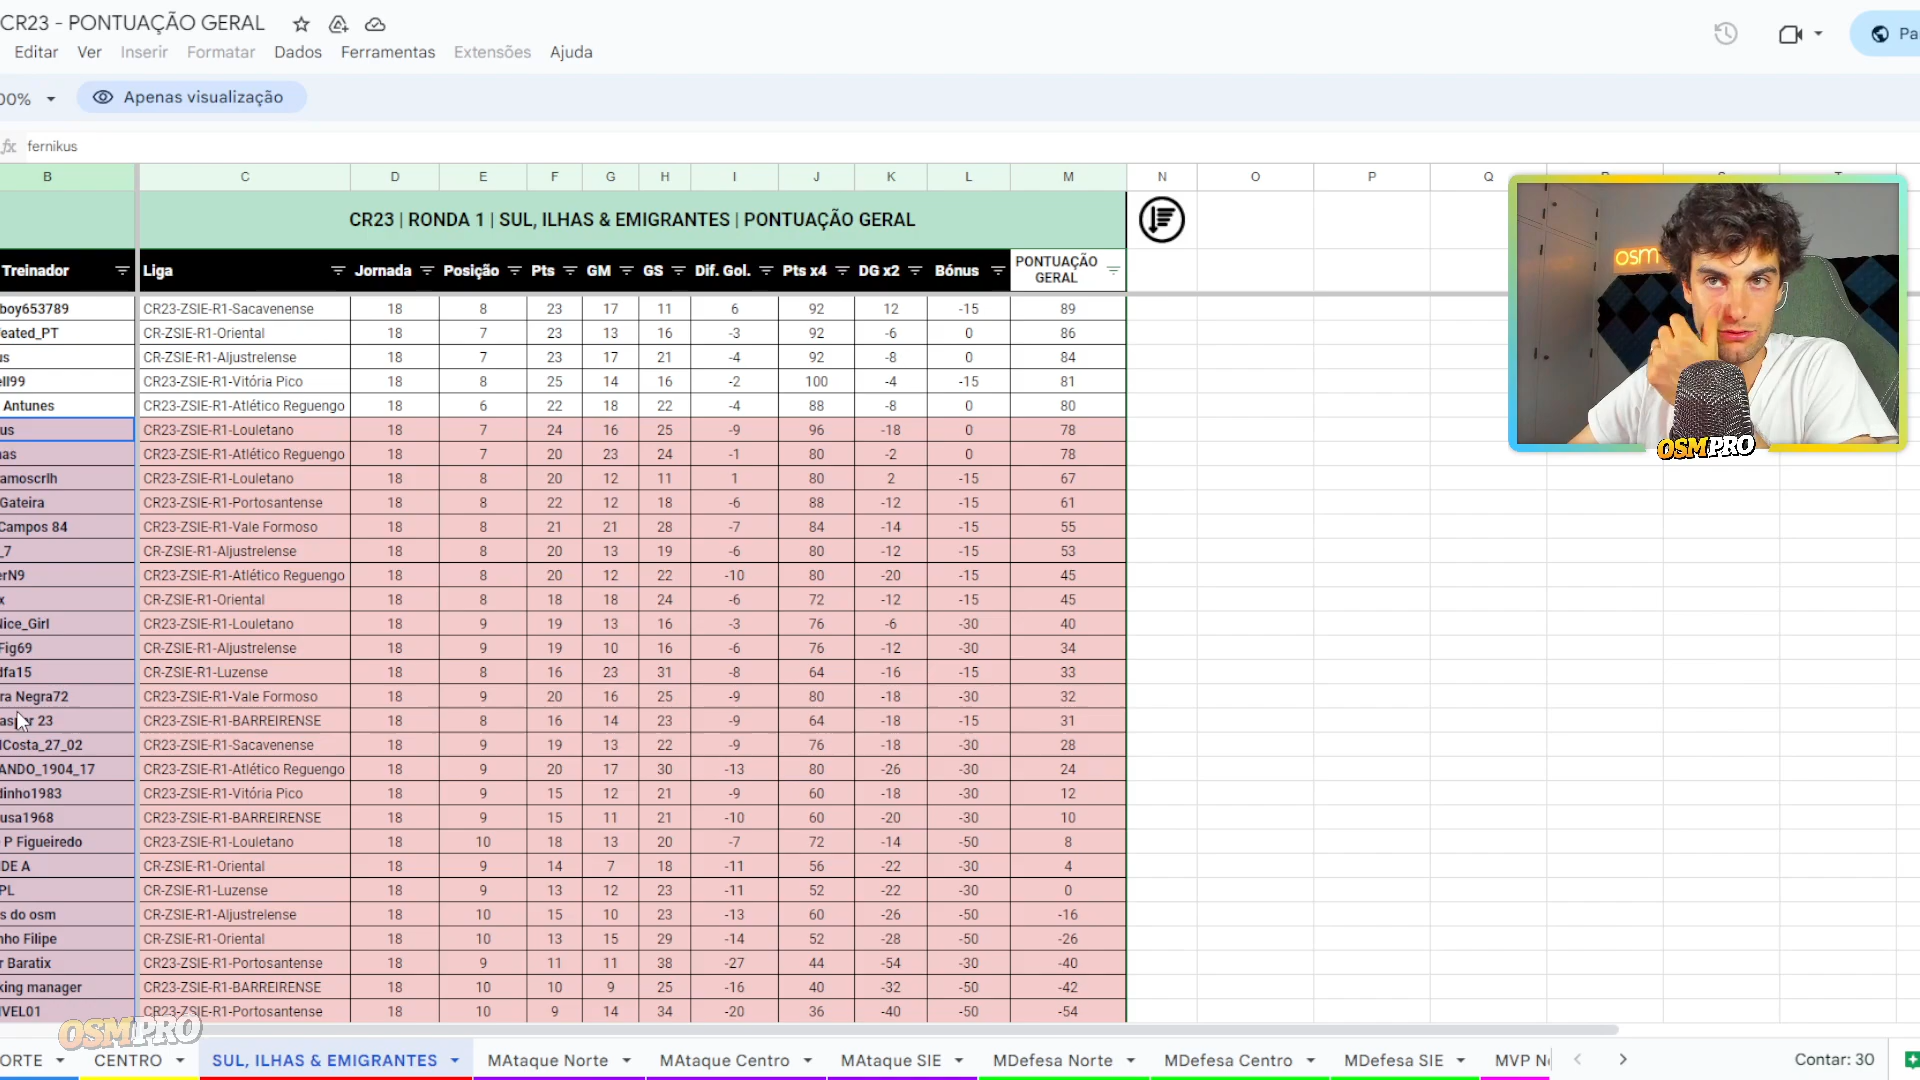 CR23 - PONTUAÇÃO GERAL
Editar Ver Inserir Formatar Dados Ferramentas Extensões Ajuda
Pa
00% Apenas visualização
fx fernikus
B C D E F G H I J K L M N O P Q
CR23 | RONDA 1 | SUL, ILHAS & EMIGRANTES | PONTUAÇÃO GERAL
Treinador Liga Jornada Posição Pts GM GS Dif. Gol. Pts x4 DG x2 Bónus PONTUAÇÃO GERAL
boy653789 CR23-ZSIE-R1-Sacavenense 18 8 23 17 11 6 92 12 -15 89
eated_PT CR-ZSIE-R1-Oriental 18 7 23 13 16 -3 92 -6 0 86
us CR-ZSIE-R1-Aljustrelense 18 7 23 17 21 -4 92 -8 0 84
ell99 CR23-ZSIE-R1-Vitória Pico 18 8 25 14 16 -2 100 -4 -15 81
Antunes CR23-ZSIE-R1-Atlético Reguengo 18 6 22 18 22 -4 88 -8 0 80
us CR23-ZSIE-R1-Louletano 18 7 24 16 25 -9 96 -18 0 78
nas CR23-ZSIE-R1-Atlético Reguengo 18 7 20 23 24 -1 80 -2 0 78
amoscrlh CR23-ZSIE-R1-Louletano 18 8 20 12 11 1 80 2 -15 67
Gateira CR23-ZSIE-R1-Portosantense 18 8 22 12 18 -6 88 -12 -15 61
Campos 84 CR23-ZSIE-R1-Vale Formoso 18 8 21 21 28 -7 84 -14 -15 55
_7 CR-ZSIE-R1-Aljustrelense 18 8 20 13 19 -6 80 -12 -15 53
erN9 CR23-ZSIE-R1-Atlético Reguengo 18 8 20 12 22 -10 80 -20 -15 45
x CR-ZSIE-R1-Oriental 18 8 18 18 24 -6 72 -12 -15 45
Nice_Girl CR23-ZSIE-R1-Louletano 18 9 19 13 16 -3 76 -6 -30 40
Fig69 CR-ZSIE-R1-Aljustrelense 18 9 19 10 16 -6 76 -12 -30 34
dfa15 CR-ZSIE-R1-Luzense 18 8 16 23 31 -8 64 -16 -15 33
ra Negra72 CR23-ZSIE-R1-Vale Formoso 18 9 20 16 25 -9 80 -18 -30 32
asper 23 CR23-ZSIE-R1-BARREIRENSE 18 8 16 14 23 -9 64 -18 -15 31
lCosta_27_02 CR23-ZSIE-R1-Sacavenense 18 9 19 13 22 -9 76 -18 -30 28
ANDO_1904_17 CR23-ZSIE-R1-Atlético Reguengo 18 9 20 17 30 -13 80 -26 -30 24
dinho1983 CR23-ZSIE-R1-Vitória Pico 18 9 15 12 21 -9 60 -18 -30 12
usa1968 CR23-ZSIE-R1-BARREIRENSE 18 9 15 11 21 -10 60 -20 -30 10
P Figueiredo CR23-ZSIE-R1-Louletano 18 10 18 13 20 -7 72 -14 -50 8
DE A CR-ZSIE-R1-Oriental 18 9 14 7 18 -11 56 -22 -30 4
PL CR-ZSIE-R1-Luzense 18 9 13 12 23 -11 52 -22 -30 0
s do osm CR-ZSIE-R1-Aljustrelense 18 10 15 10 23 -13 60 -26 -50 -16
nho Filipe CR-ZSIE-R1-Oriental 18 10 13 15 29 -14 52 -28 -50 -26
r Baratix CR23-ZSIE-R1-Portosantense 18 9 11 11 38 -27 44 -54 -30 -40
king manager CR23-ZSIE-R1-BARREIRENSE 18 10 10 9 25 -16 40 -32 -50 -42
IVEL01 CR23-ZSIE-R1-Portosantense 18 10 9 14 34 -20 36 -40 -50 -54
osm
OSMPRO
OSMPRO
ORTE CENTRO SUL, ILHAS & EMIGRANTES MAtaque Norte MAtaque Centro MAtaque SIE MDefesa Norte MDefesa Centro MDefesa SIE MVP No Contar: 30